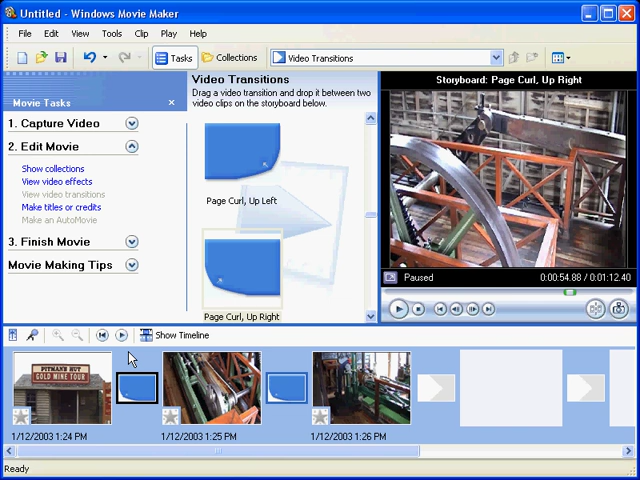 Untitled - Windows Movie Maker
File Edit View Tools Clip Play Help
Tasks Collections Video Transitions
Movie Tasks
1. Capture Video
2. Edit Movie
Show collections
View video effects
View video transitions
Make titles or credits
Make an AutoMovie
3. Finish Movie
Movie Making Tips
Video Transitions
Drag a video transition and drop it between two
video clips on the storyboard below.
Page Curl, Up Left
Page Curl, Up Right
Storyboard: Page Curl, Up Right
Paused 0:00:54.88 / 0:01:12.40
Show Timeline
PITMAN'S HUT
GOLD MINE TOUR
1/12/2003 1:24 PM
1/12/2003 1:25 PM
1/12/2003 1:26 PM
Ready